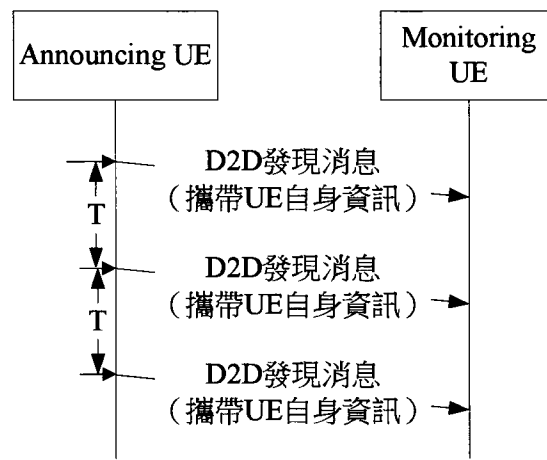 Announcing UE
Monitoring
UE
D2D發現消息
（攜帶UE自身資訊）
T
D2D發現消息
（攜帶UE自身資訊）
T
D2D發現消息
（攜帶UE自身資訊）